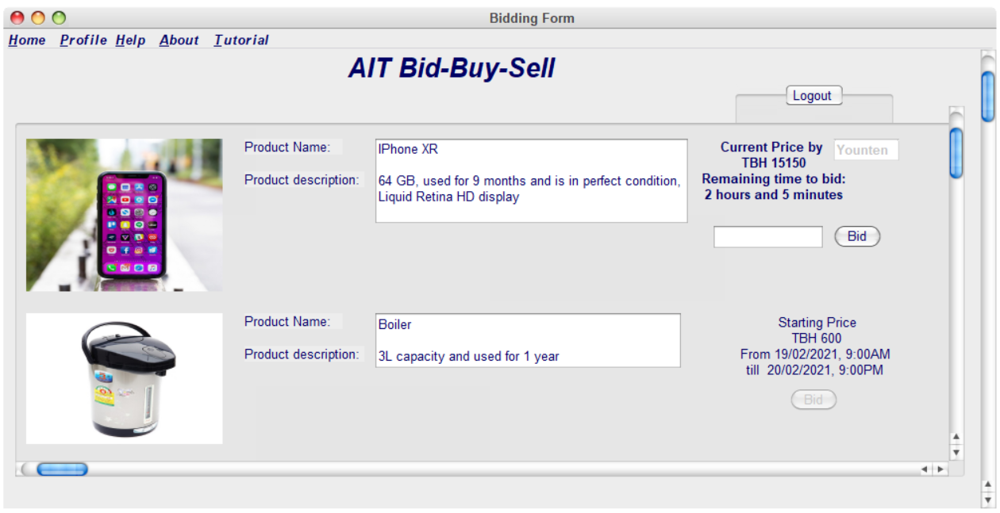 Bidding Form
Home Profile Help About Tutorial
AIT Bid-Buy-Sell
Logout
Product Name:
IPhone XR
Product description:
64 GB, used for 9 months and is in perfect condition,
Liquid Retina HD display
Current Price by Younten
TBH 15150
Remaining time to bid:
2 hours and 5 minutes
Bid
Product Name:
Boiler
Product description:
3L capacity and used for 1 year
Starting Price
TBH 600
From 19/02/2021, 9:00AM
till 20/02/2021, 9:00PM
Bid